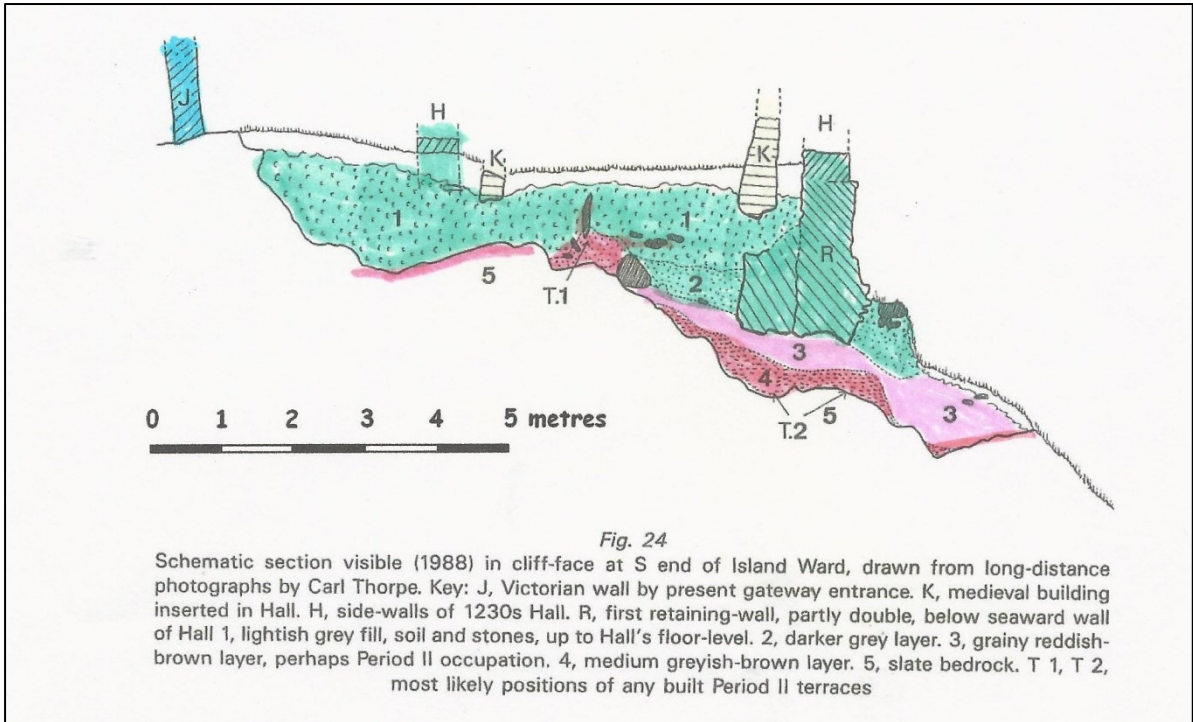 J
H
K
K
H
1
1
R
5
2
T.1
3
4
5
3
T.2
0 1 2 3 4 5 metres
Fig. 24
Schematic section visible (1988) in cliff-face at S end of Island Ward, drawn from long-distance
photographs by Carl Thorpe. Key: J, Victorian wall by present gateway entrance. K, medieval building
inserted in Hall. H, side-walls of 1230s Hall. R, first retaining-wall, partly double, below seaward wall
of Hall 1, lightish grey fill, soil and stones, up to Hall's floor-level. 2, darker grey layer. 3, grainy reddish-
brown layer, perhaps Period II occupation. 4, medium greyish-brown layer. 5, slate bedrock. T 1, T 2,
most likely positions of any built Period II terraces